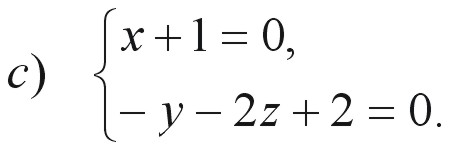 c) x + 1 = 0,
− y − 2z + 2 = 0.